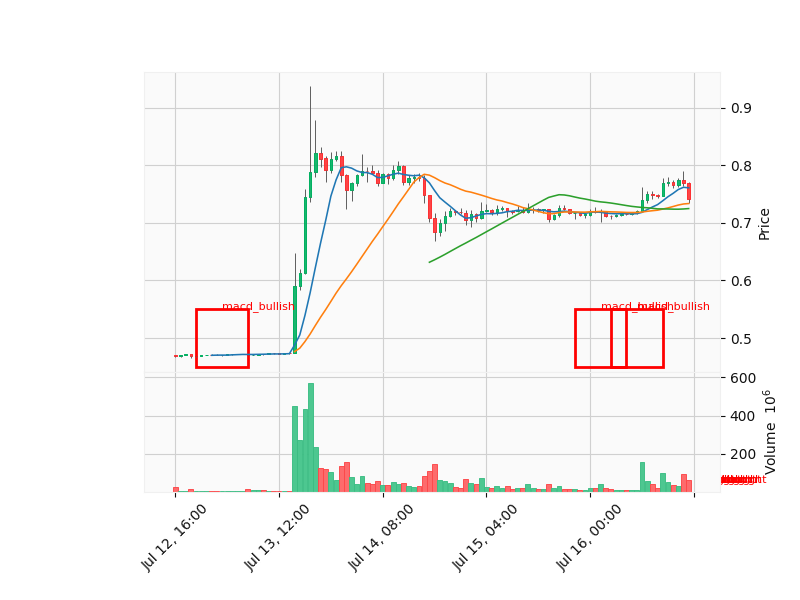 0.9
0.8
Price
0.7
0.6
macd_bullish
macd_bullish
0.5
600
400
Volume 10^6
200
Jul 12, 16:00
Jul 13, 12:00
Jul 14, 08:00
Jul 15, 04:00
Jul 16, 00:00